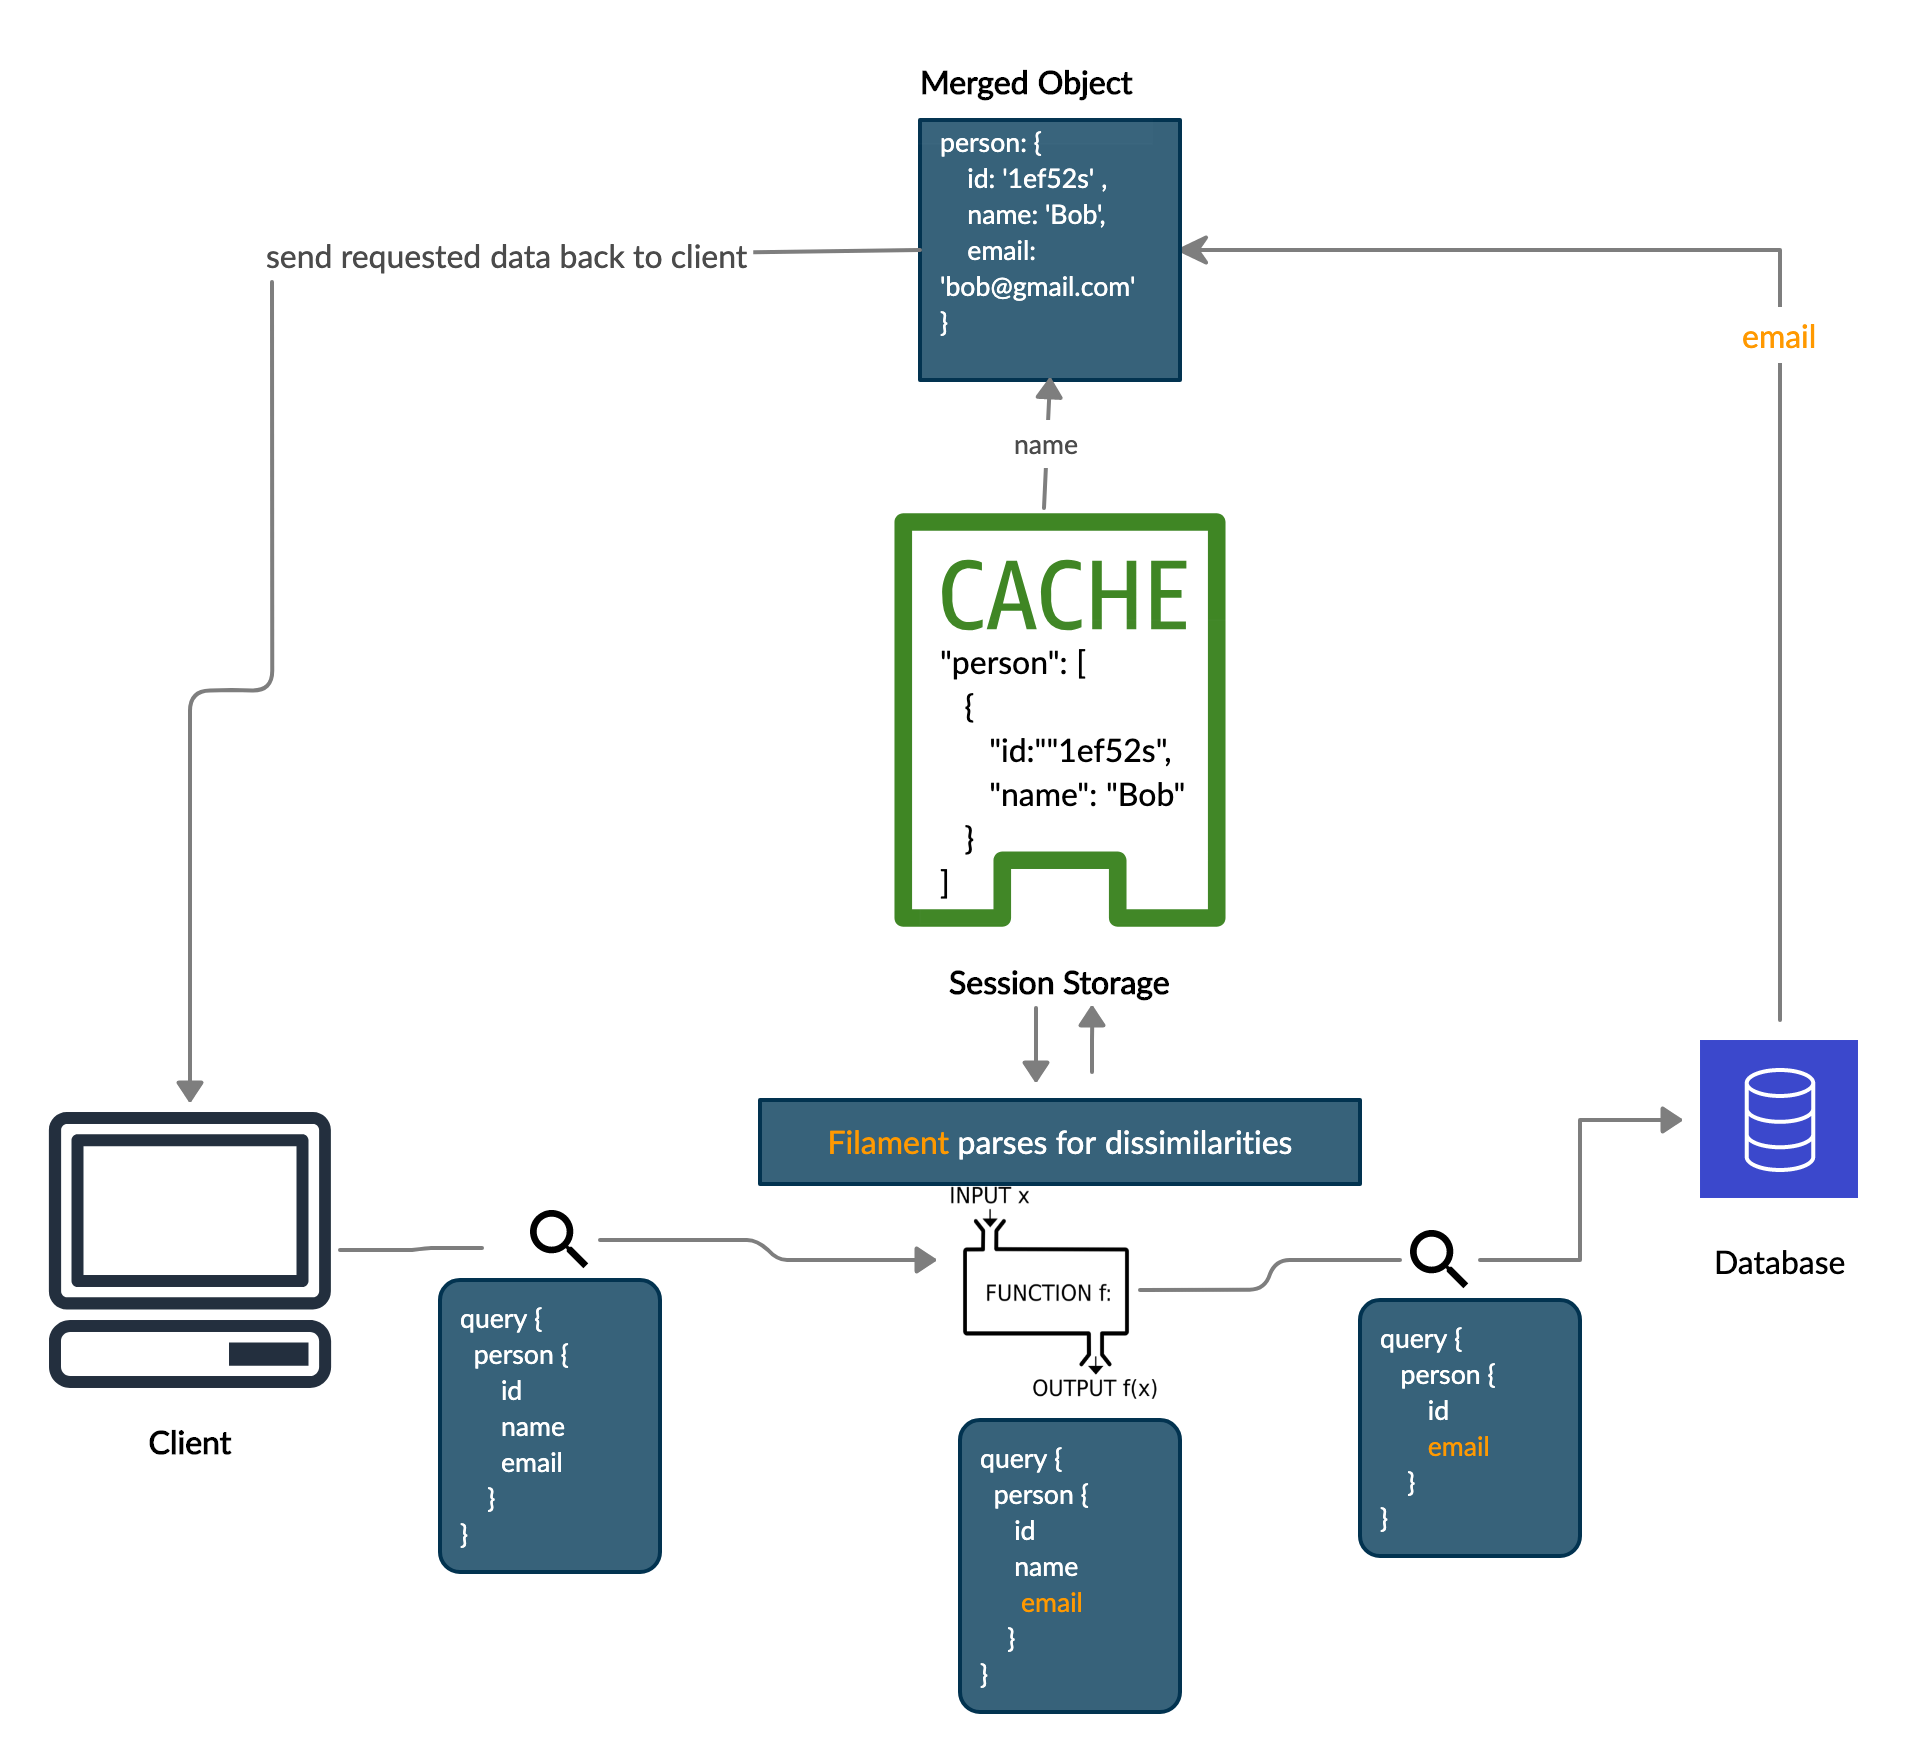 Merged Object
person: {
id: '1ef52s' ,
name: 'Bob',
email:
'bob@gmail.com'
}
send requested data back to client
email
name
CACHE
"person": [
{
"id:""1ef52s",
"name": "Bob"
}
]
Session Storage
Filament parses for dissimilarities
INPUT x
FUNCTION f:
OUTPUT f(x)
Client
query {
person {
id
name
email
}
}
query {
person {
id
name
email
}
}
query {
person {
id
email
}
}
Database